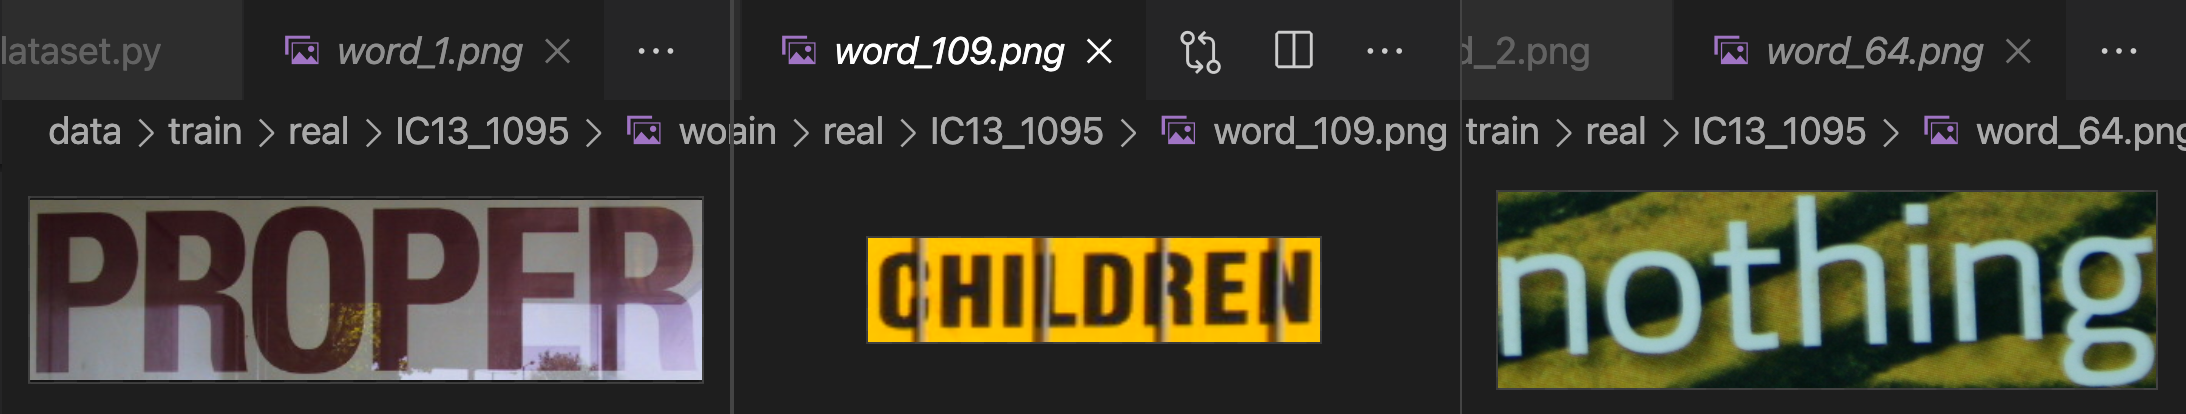 lataset.py word_1.png ... word_109.png ... d_2.png word_64.png ...
data > train > real > IC13_1095 > wo ain > real > IC13_1095 > word_109.png train > real > IC13_1095 > word_64.png
PROPER CHILDREN nothing